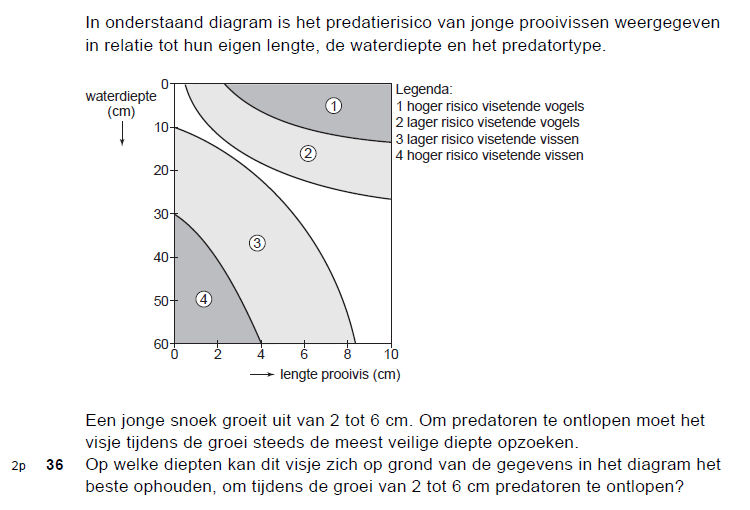 In onderstaand diagram is het predatierisico van jonge prooivissen weergegeven
in relatie tot hun eigen lengte, de waterdiepte en het predatortype.
waterdiepte
(cm)
0
10
20
30
40
50
60
1
2
3
4
0 2 4 6 8 10
lengte prooivis (cm)
Legenda:
1 hoger risico visetende vogels
2 lager risico visetende vogels
3 lager risico visetende vissen
4 hoger risico visetende vissen
Een jonge snoek groeit uit van 2 tot 6 cm. Om predatoren te ontlopen moet het
visje tijdens de groei steeds de meest veilige diepte opzoeken.
2p 36 Op welke diepten kan dit visje zich op grond van de gegevens in het diagram het
beste ophouden, om tijdens de groei van 2 tot 6 cm predatoren te ontlopen?